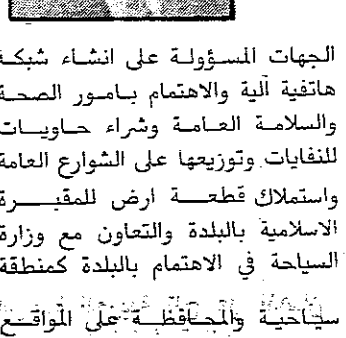 الجهات المسؤولة على انشاء شبكة
هاتفية آلية والاهتمام بامور الصحة
والسلامة العامة وشراء حاويات
للنفايات وتوزيعها على الشوارع العامة
واستملاك قطعة ارض للمقبرة
الاسلامية بالبلدة والتعاون مع وزارة
السياحة في الاهتمام بالبلدة كمنطقة
سياحية والمحافظة على المواقع